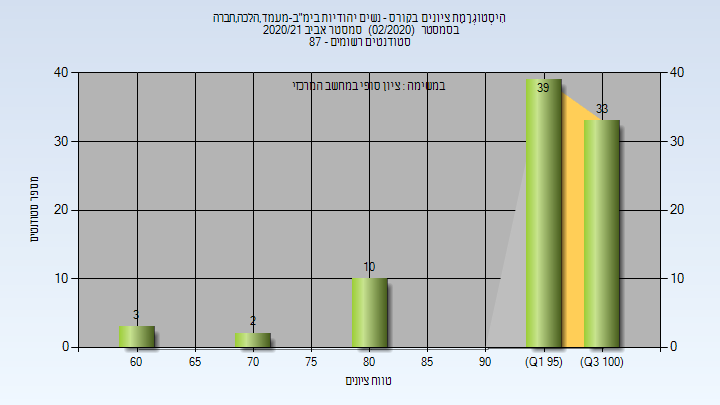 הִיסְטוֹגְרָמַת ציונים בקורס - נשים יהודיות בימ"ב-מעמד,הלכה,חברה
בסמסטר (02/2020) סמסטר אביב 2020/21
סטודנטים רשומים - 87
במשימה : ציון סופי במחשב המרכזי
40 40
30 30
20 20
10 10
0 0
מספר סטודנטים
3 2 10 39 33
60 65 70 75 80 85 90 (Q1 95) (Q3 100)
טווח ציונים